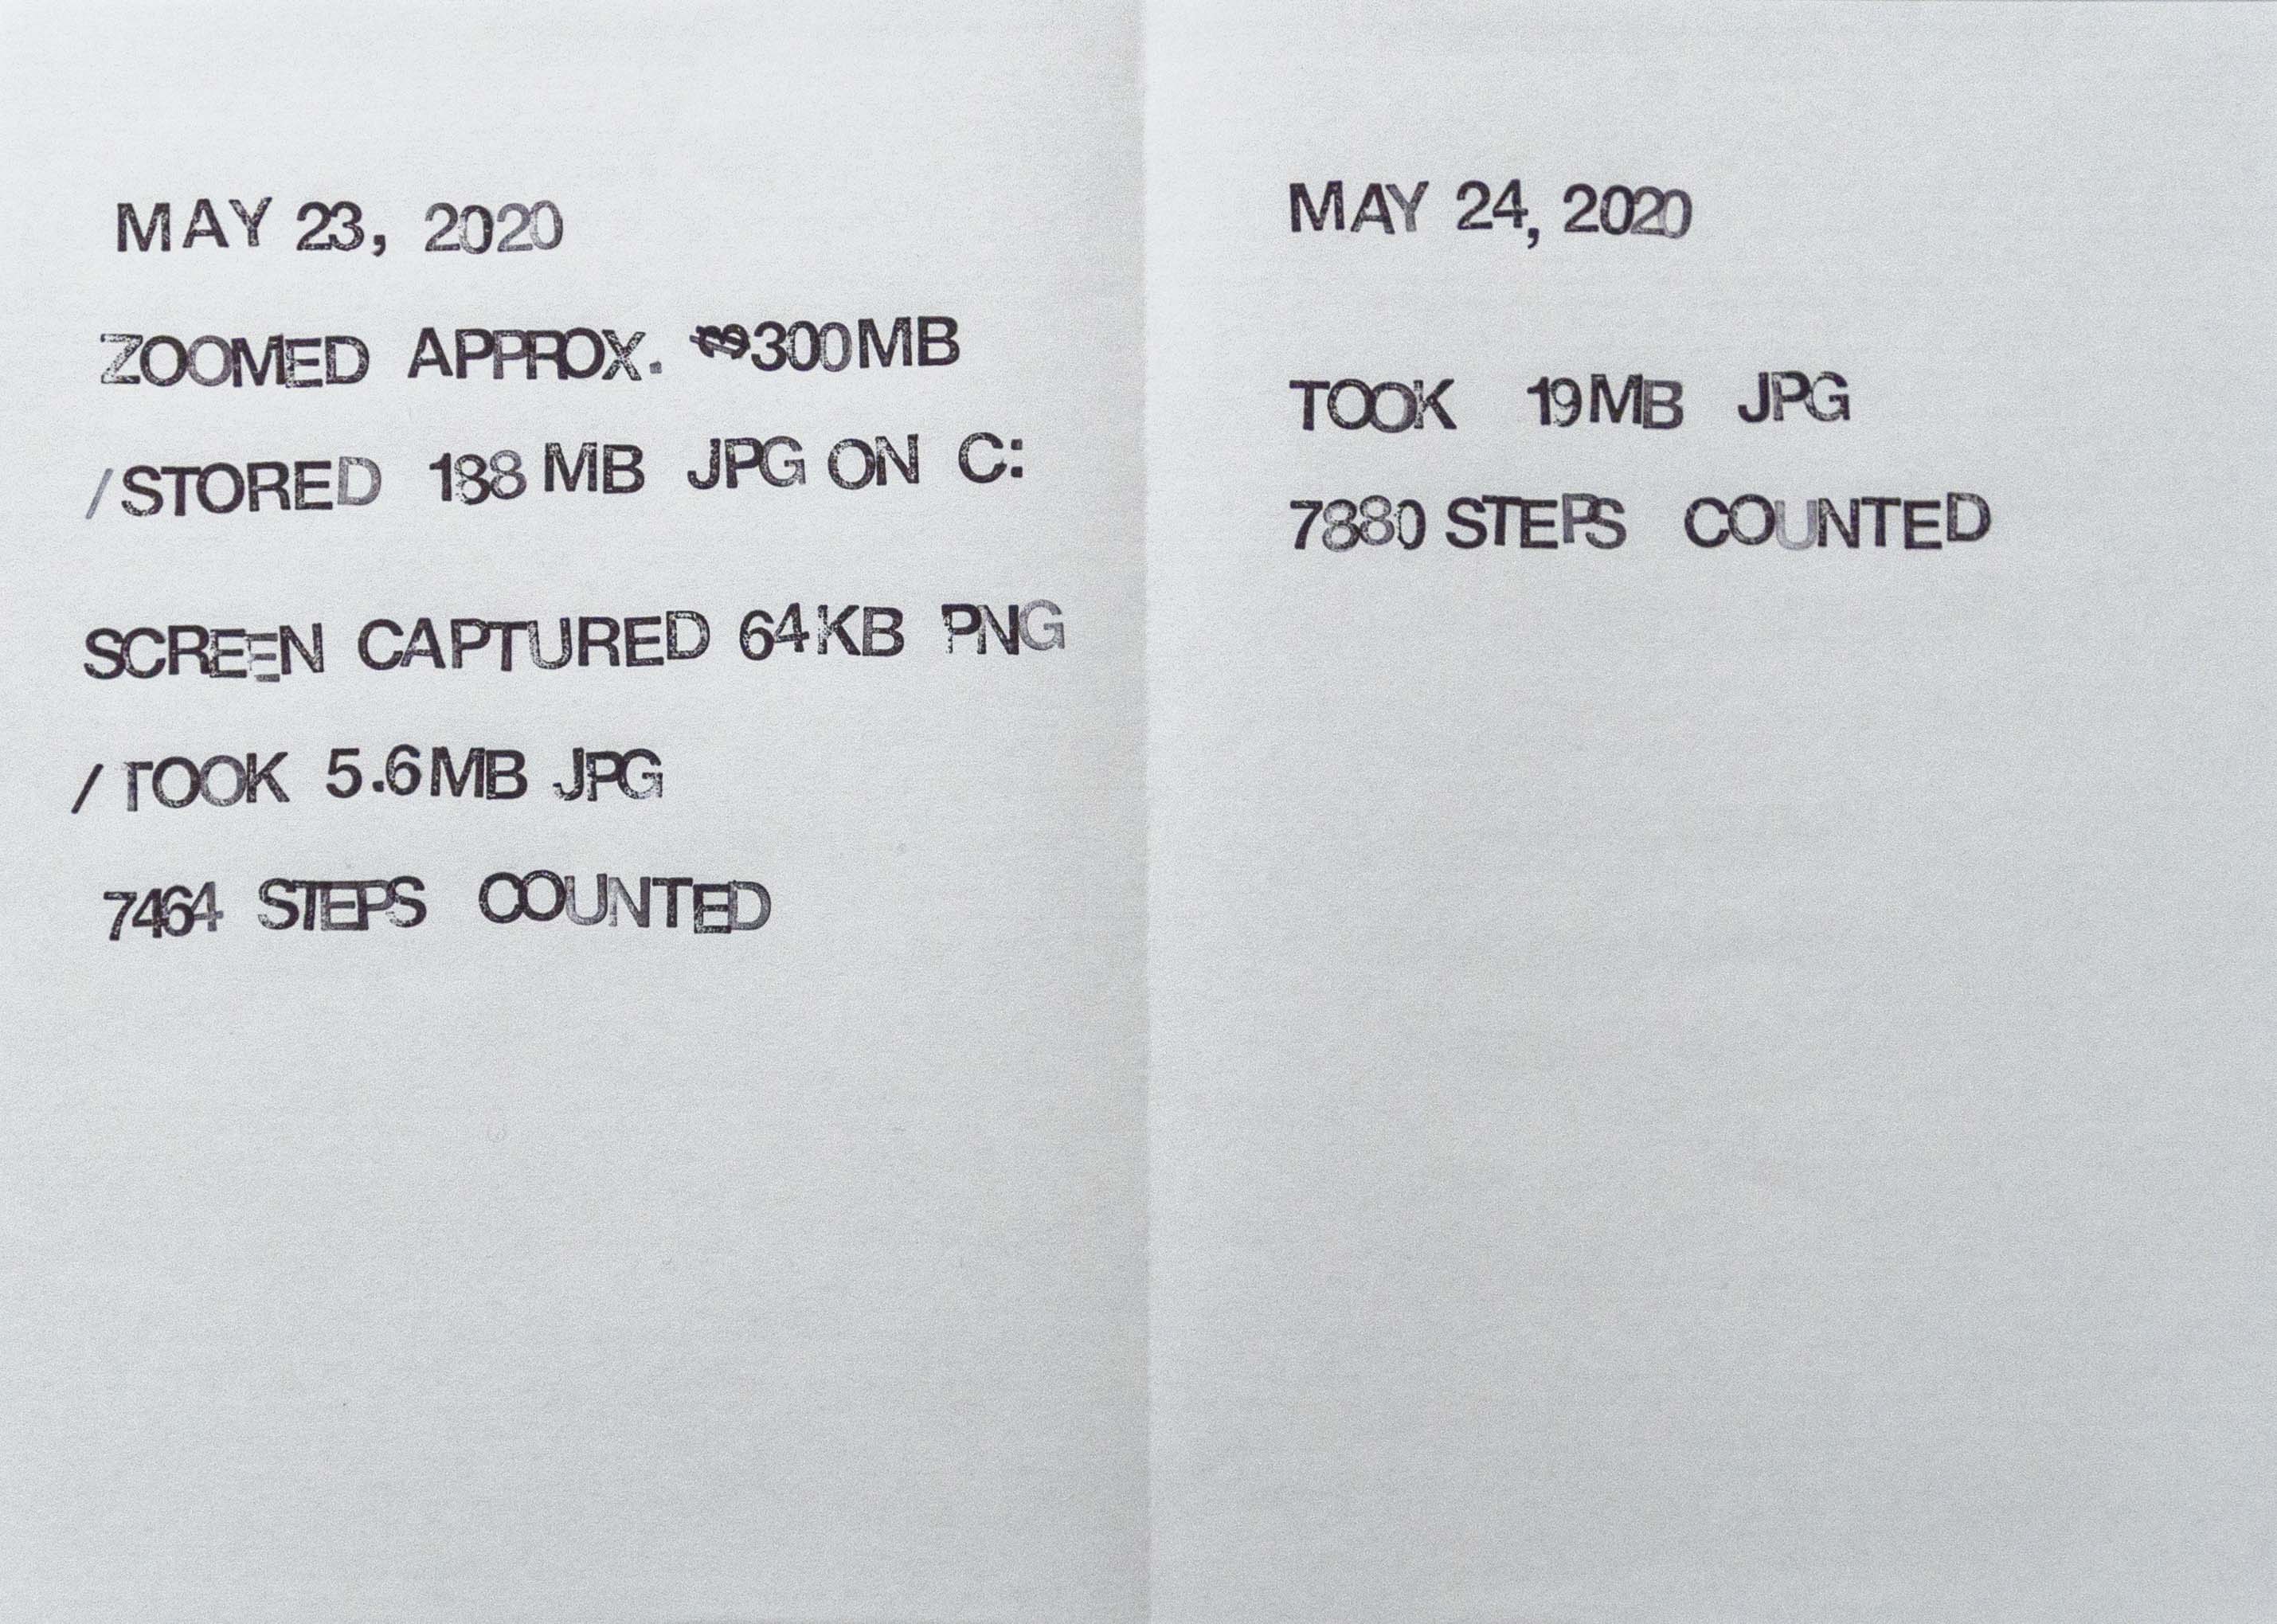 MAY 23, 2020
ZOOMED APPROX. 300MB
/STORED 188 MB JPG ON C:
SCREEN CAPTURED 64KB PNG
/ TOOK 5.6MB JPG
7464 STEPS COUNTED
MAY 24, 2020
TOOK 19MB JPG
7880 STEPS COUNTED